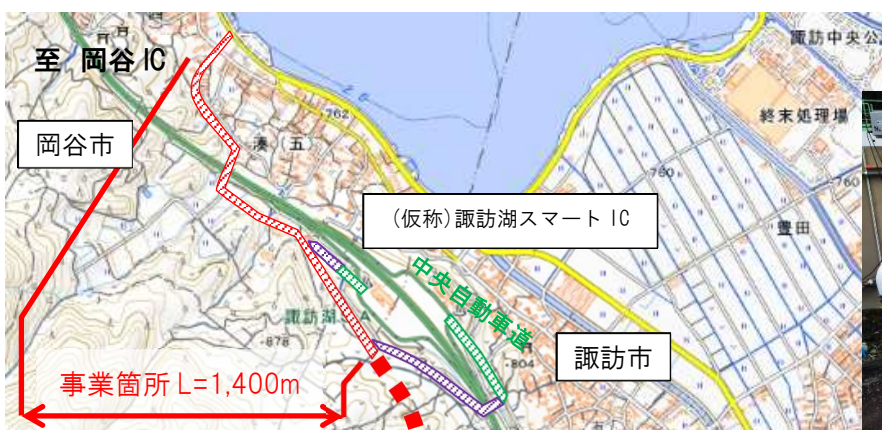 至 岡谷IC
諏訪中央公
終末処理場
岡谷市
・762
湊(五)
760
・760
(仮称)諏訪湖スマートIC
豊田
中央自動車道
諏訪湖SA
・878
・804
諏訪市
事業箇所 L=1,400m